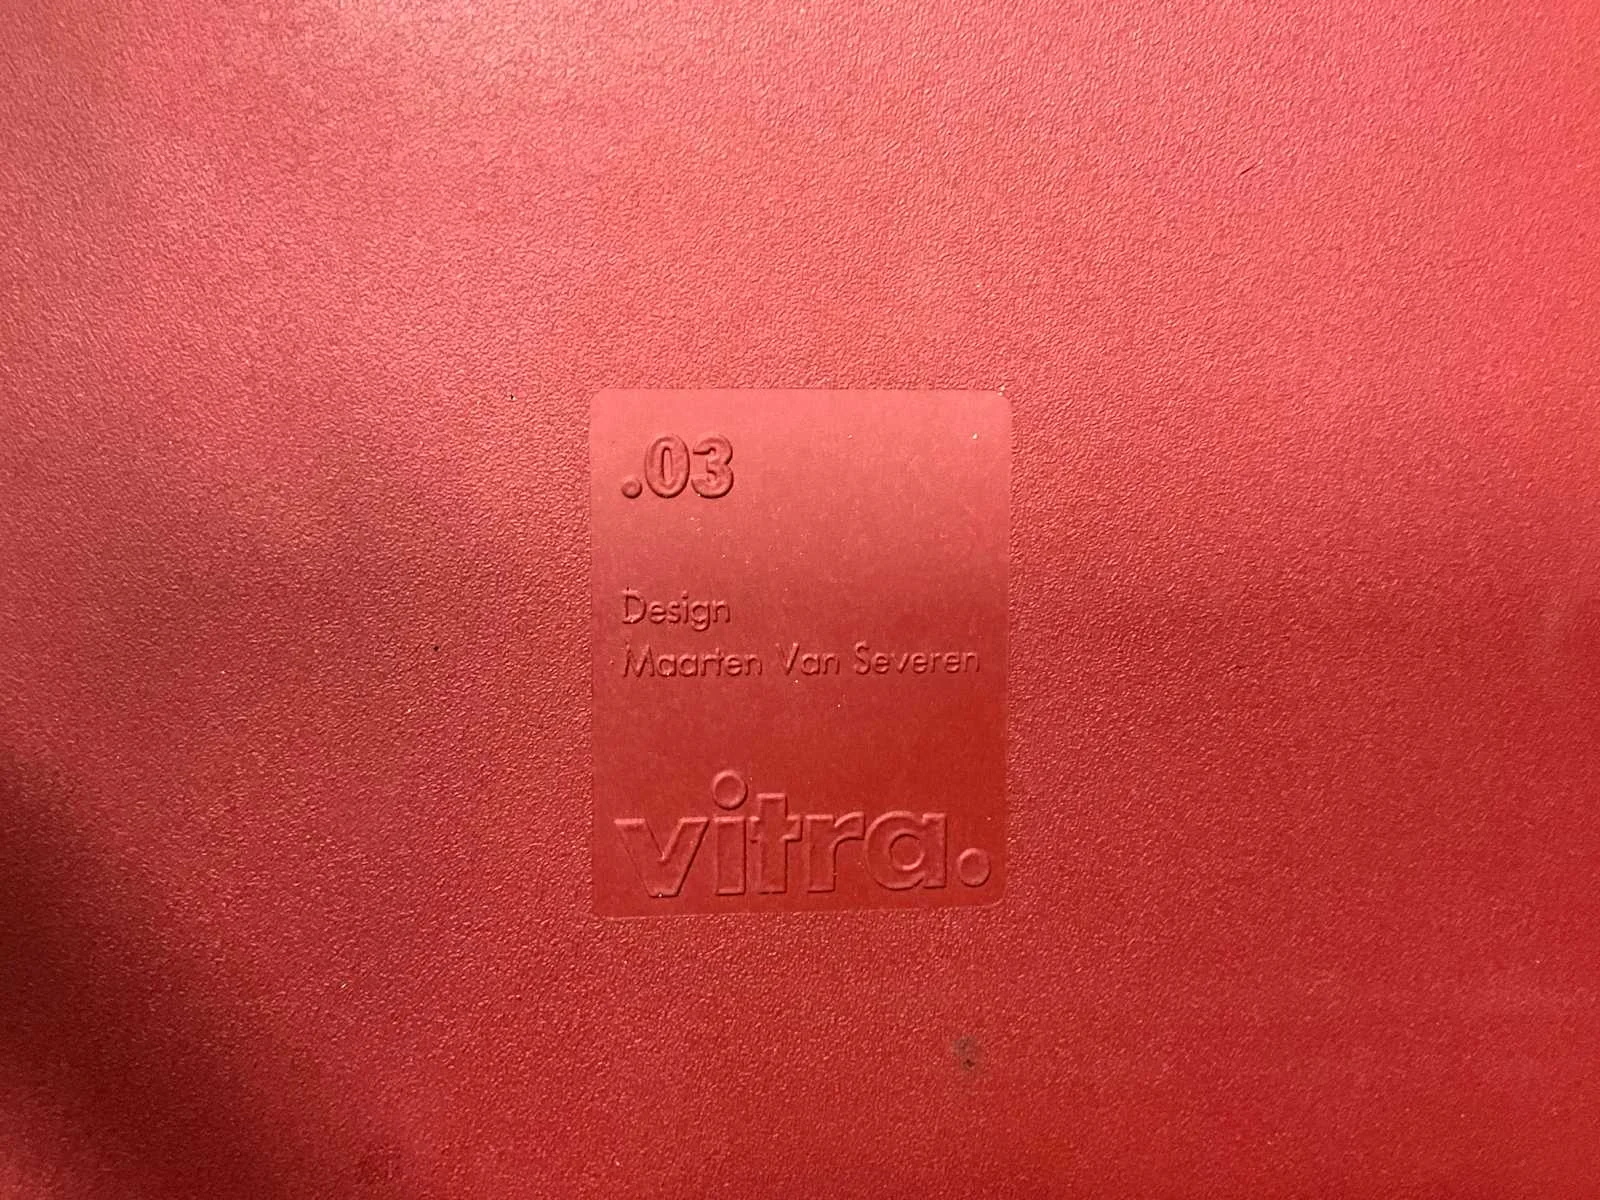 .03
Design
Maarten Van Severen
vitra.